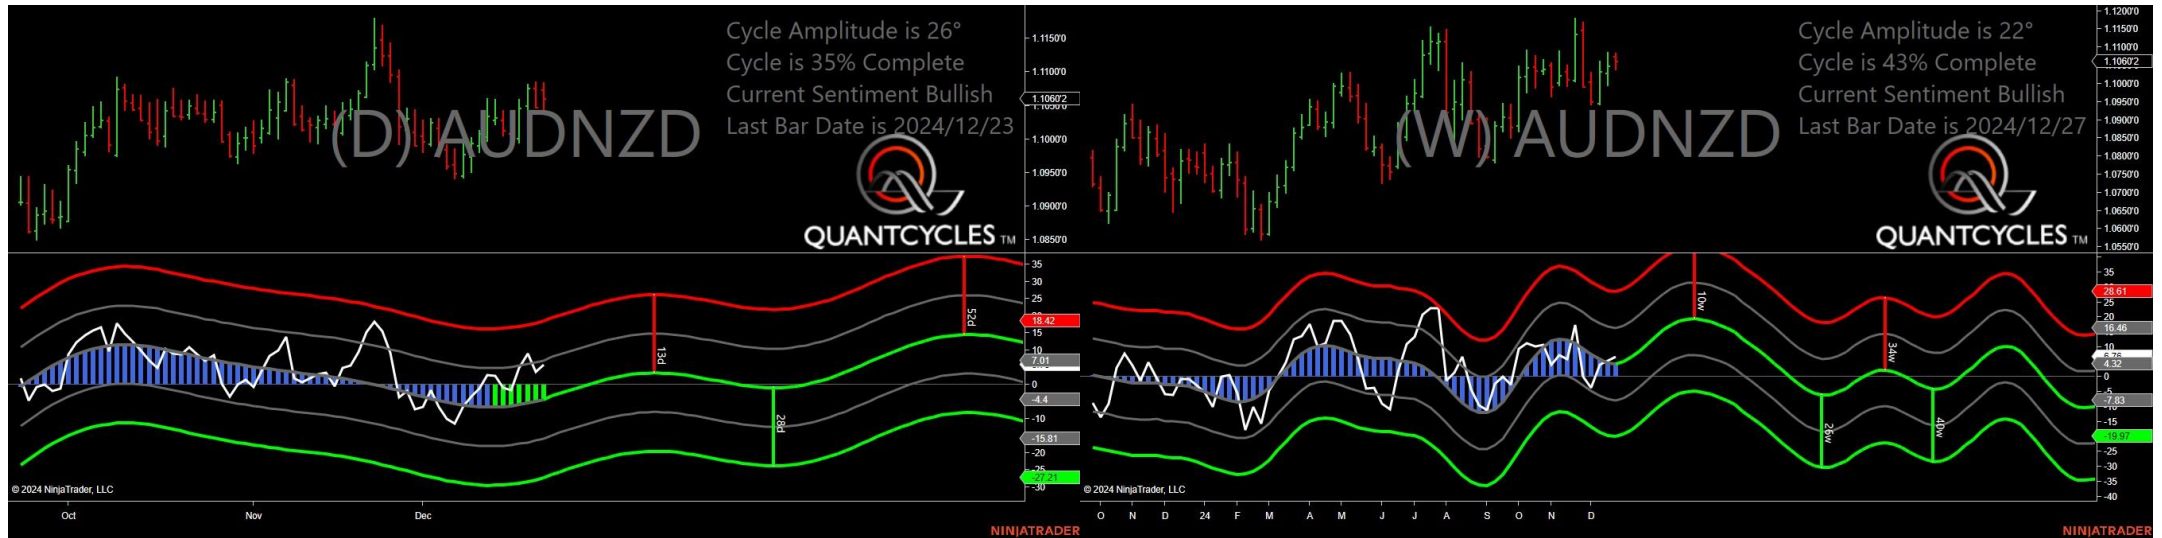 Cycle Amplitude is 26°
Cycle is 35% Complete
Current Sentiment Bullish
Last Bar Date is 2024/12/23
(D) AUDNZD
QUANTCYCLES TM
1.1150'0
1.1100'0
1.1060'2
1.1000'0
1.0950'0
1.0900'0
1.0850'0
35
30
25
18.42
15
10
7.01
0
-4.4
-10
-15.81
-20
-25
-27.21
-30
13d
28d
52d
© 2024 NinjaTrader, LLC
Oct Nov Dec
NINJATRADER
Cycle Amplitude is 22°
Cycle is 43% Complete
Current Sentiment Bullish
Last Bar Date is 2024/12/27
(W) AUDNZD
QUANTCYCLES TM
1.1200'0
1.1150'0
1.1100'0
1.1060'2
1.1000'0
1.0950'0
1.0900'0
1.0850'0
1.0800'0
1.0750'0
1.0700'0
1.0650'0
1.0600'0
1.0550'0
35
28.61
25
20
16.46
10
6.76
4.32
0
-5
-7.83
-15
-19.97
-25
-30
-35
-40
10w
26w
34w
40w
© 2024 NinjaTrader, LLC
O N D 24 F M A M J J A S O N D
NINJATRADER